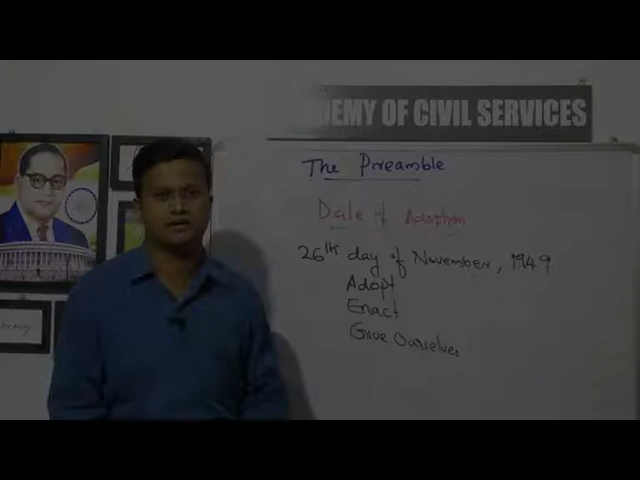 DEMY OF CIVIL SERVICES
The Preamble
Date of Adoption
26th day of November, 1949
Adopt
Enact
Give Ourselves